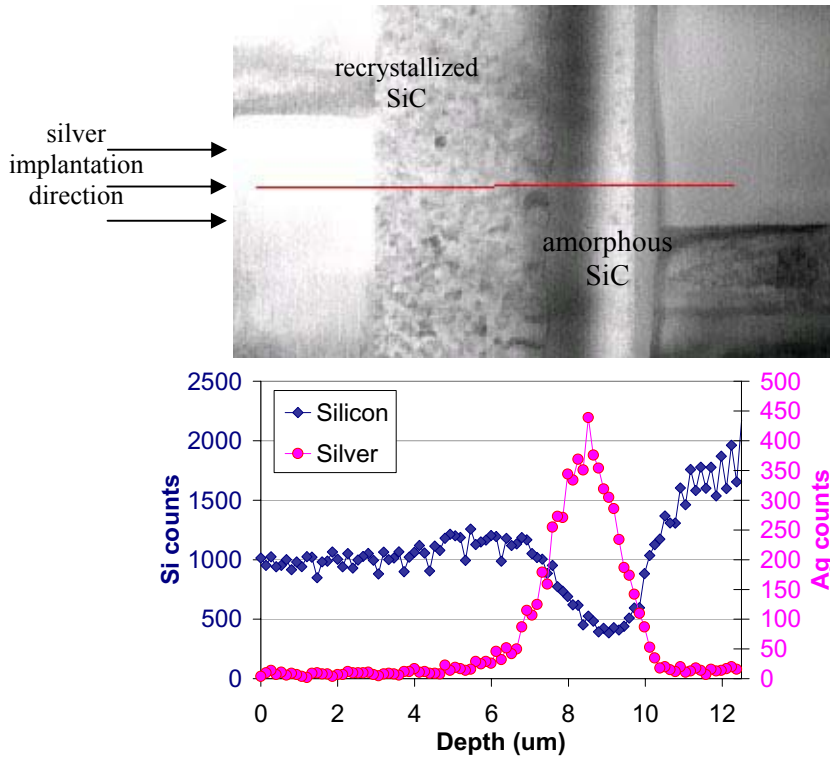 recrystallized
SiC
silver
implantation
direction
amorphous
SiC
2500
2000
1500
1000
500
0
Si counts
Silicon
Silver
500
450
400
350
300
250
200
150
100
50
0
Ag counts
0 2 4 6 8 10 12
Depth (um)